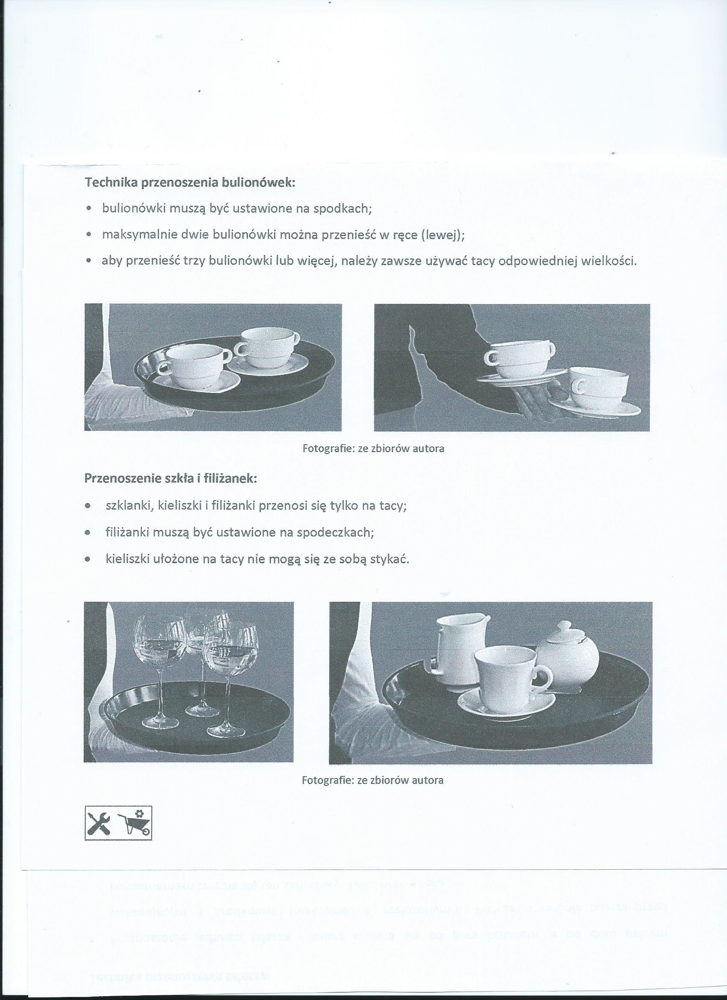 Technika przenoszenia bulionówek:
• bulionówki muszą być ustawione na spodkach;
• maksymalnie dwie bulionówki można przenieść w ręce (lewej);
• aby przenieść trzy bulionówki lub więcej, należy zawsze używać tacy odpowiedniej wielkości.
Fotografie: ze zbiorów autora
Przenoszenie szkła i filiżanek:
• szklanki, kieliszki i filiżanki przenosi się tylko na tacy;
• filiżanki muszą być ustawione na spodeczkach;
• kieliszki ułożone na tacy nie mogą się ze sobą stykać.
Fotografie: ze zbiorów autora